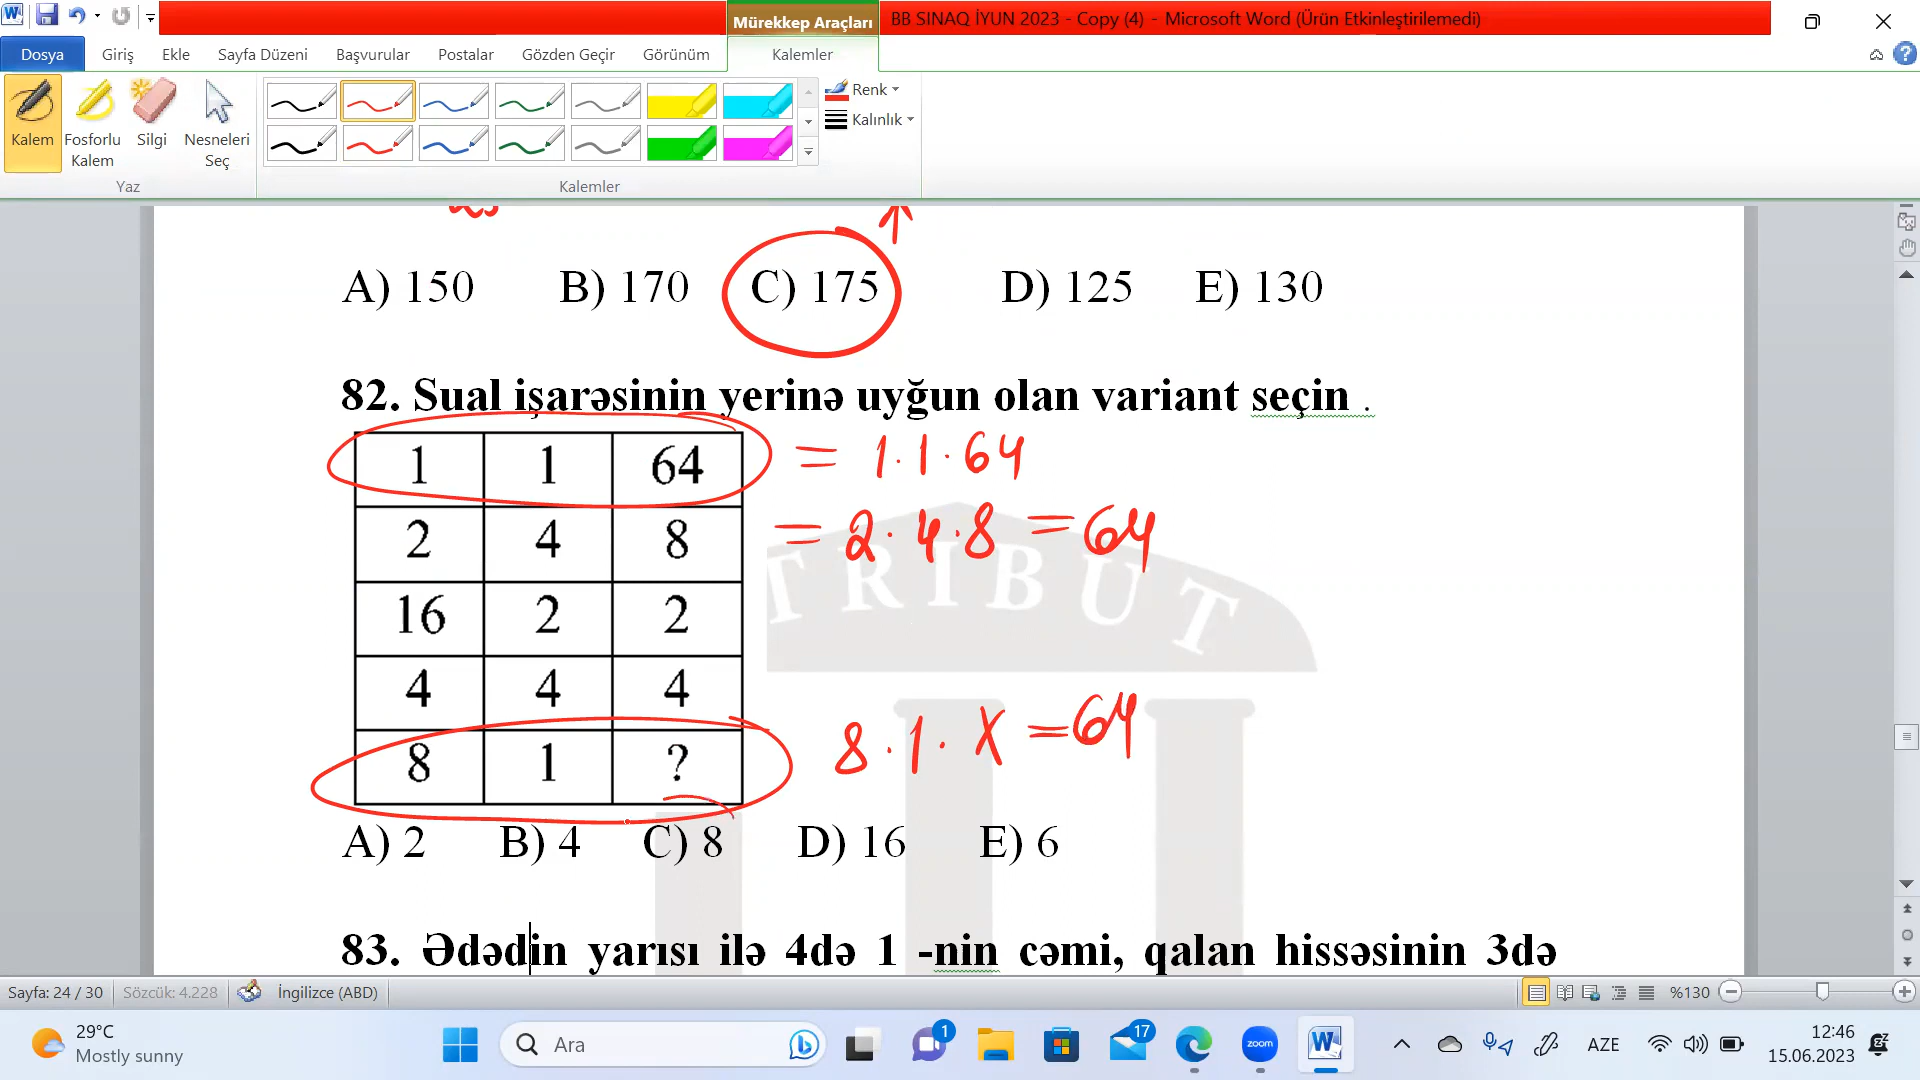 Mürekkep Araçları
BB SINAQ İYUN 2023 - Copy (4) - Microsoft Word (Ürün Etkinleştirilemedi)
Dosya Giriş Ekle Sayfa Düzeni Başvurular Postalar Gözden Geçir Görünüm Kalemler
Kalem Fosforlu Kalem Silgi Nesneleri Seç
Renk
Kalınlık
Yaz Kalemler
A) 150 B) 170 C) 175 D) 125 E) 130
82. Sual işarəsinin yerinə uyğun olan variant seçin .
1 1 64 = 1·1·64
2 4 8 = 2·4·8 = 64
16 2 2
TRIBUT
4 4 4
8 1 ? 8·1·X = 64
A) 2 B) 4 C) 8 D) 16 E) 6
83. Ədədin yarısı ilə 4də 1 -nin cəmi, qalan hissəsinin 3də
Sayfa: 24 / 30 Sözcük: 4.228 İngilizce (ABD) %130
29°C
Mostly sunny
Ara
1
17
zoom
AZE
12:46
15.06.2023